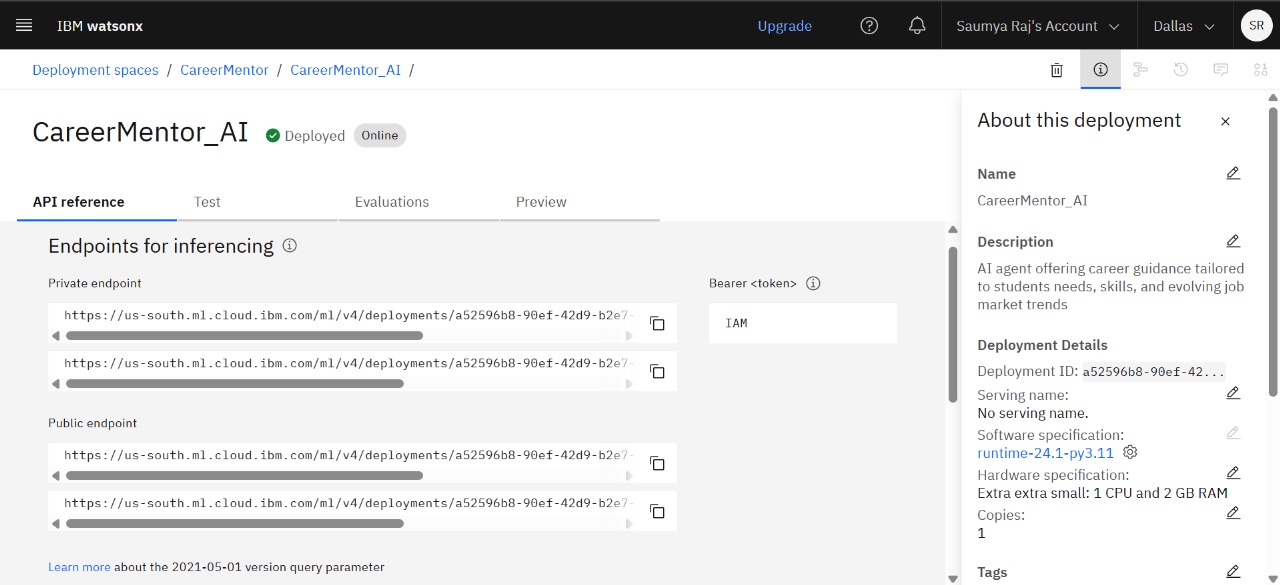 IBM watsonx
Upgrade
Saumya Raj's Account
Dallas
SR
Deployment spaces / CareerMentor / CareerMentor_AI /
CareerMentor_AI
Deployed
Online
API reference
Test
Evaluations
Preview
Endpoints for inferencing
Private endpoint
https://us-south.ml.cloud.ibm.com/ml/v4/deployments/a52596b8-90ef-42d9-b2e7-
https://us-south.ml.cloud.ibm.com/ml/v4/deployments/a52596b8-90ef-42d9-b2e7-
Public endpoint
https://us-south.ml.cloud.ibm.com/ml/v4/deployments/a52596b8-90ef-42d9-b2e7-
https://us-south.ml.cloud.ibm.com/ml/v4/deployments/a52596b8-90ef-42d9-b2e7-
Learn more about the 2021-05-01 version query parameter
Bearer <token>
IAM
About this deployment
Name
CareerMentor_AI
Description
AI agent offering career guidance tailored
to students needs, skills, and evolving job
market trends
Deployment Details
Deployment ID: a52596b8-90ef-42...
Serving name:
No serving name.
Software specification:
runtime-24.1-py3.11
Hardware specification:
Extra extra small: 1 CPU and 2 GB RAM
Copies:
1
Tags